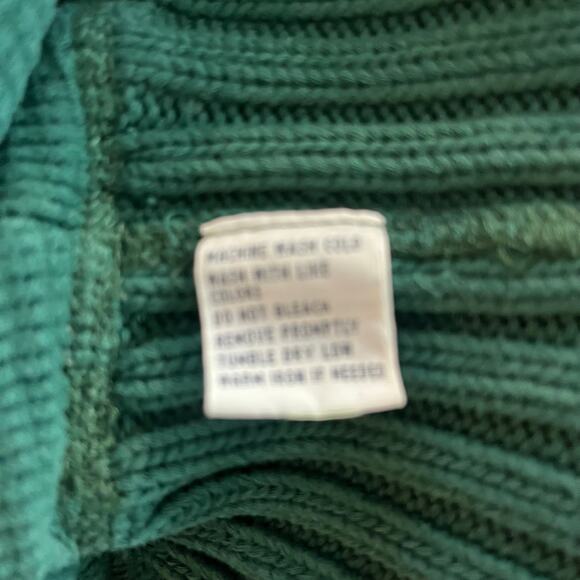 MACHINE WASH COLD
WASH WITH LIKE
COLORS
DO NOT BLEACH
REMOVE PROMPTLY
TUMBLE DRY LOW
WARM IRON IF NEEDED